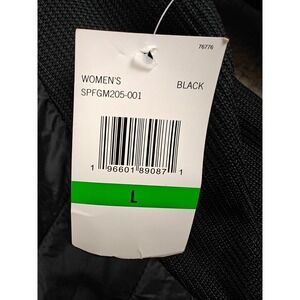 76776
WOMEN'S BLACK
SPFGM205-001
1 96601 89087 1
L